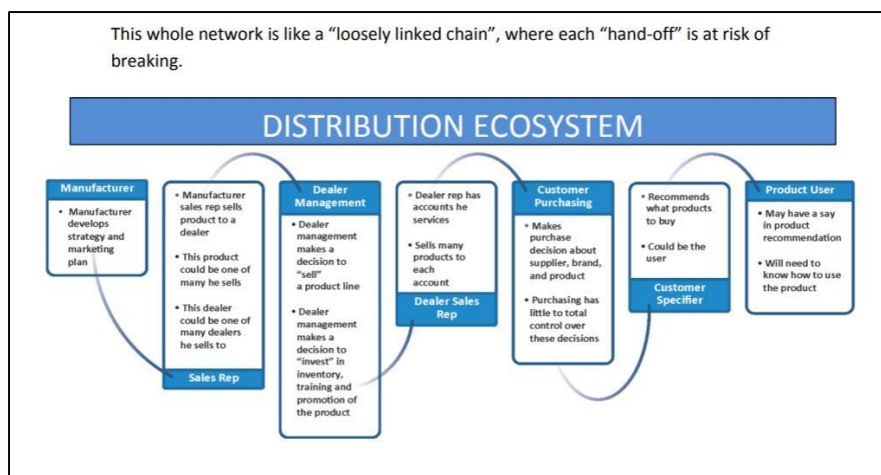 This whole network is like a “loosely linked chain”, where each “hand-off” is at risk of
breaking.
DISTRIBUTION ECOSYSTEM
Manufacturer
• Manufacturer
develops
strategy and
marketing
plan
• Manufacturer
sales rep sells
product to a
dealer
• This product
could be one of
many he sells
• This dealer
could be one of
many dealers
he sells to
Sales Rep
Dealer
Management
• Dealer
management
makes a
decision to
“sell”
a product line
• Dealer
management
makes a
decision to
“invest” in
inventory,
training and
promotion of
the product
• Dealer rep has
accounts he
services
• Sells many
products to
each
account
Dealer Sales
Rep
Customer
Purchasing
• Makes
purchase
decision about
supplier, brand,
and product
• Purchasing has
little to total
control over
these decisions
• Recommends
what products
to buy
• Could be the
user
Customer
Specifier
Product User
• May have a say
in product
recommendation
• Will need to
know how to use
the product